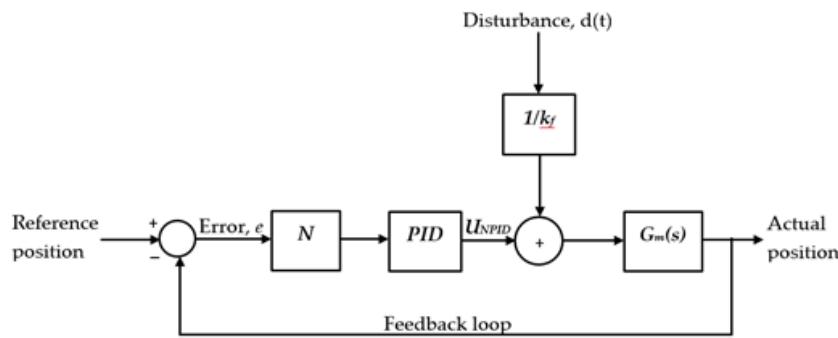 Disturbance, d(t)
1/kf
Reference
position
+
−
Error, e
N
PID
UNPID
+
Gm(s)
Actual
position
Feedback loop